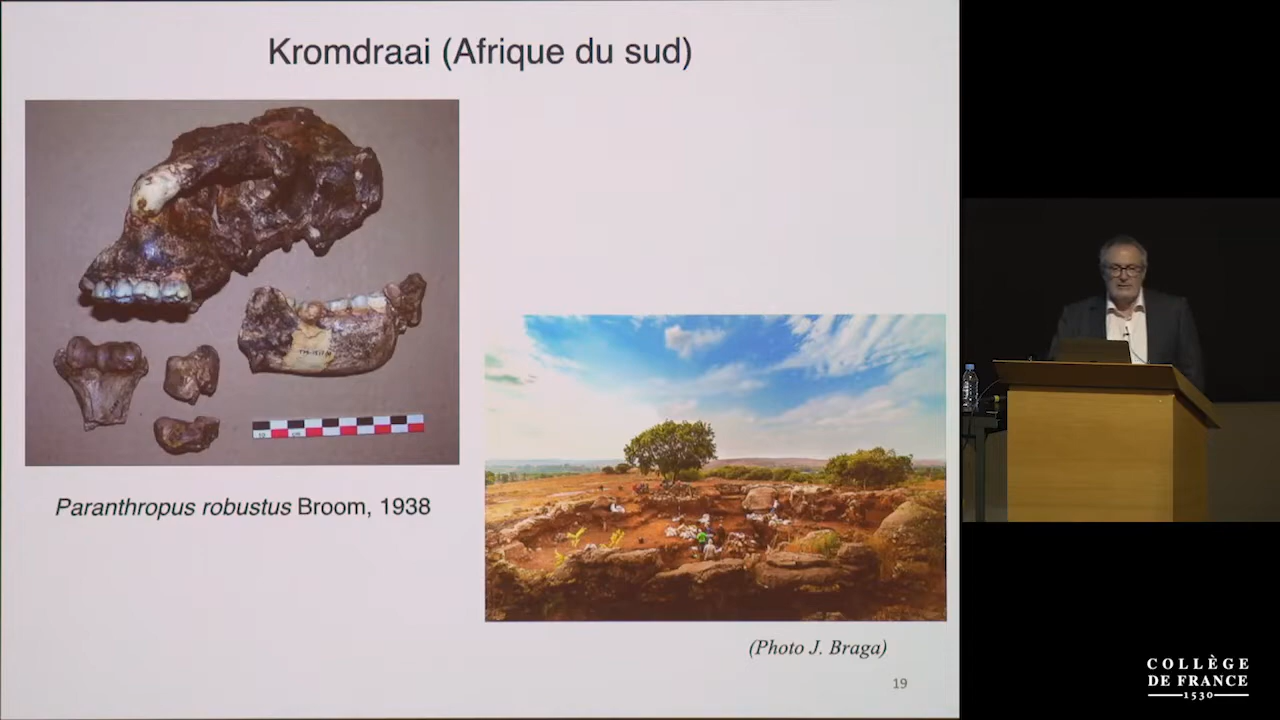 Kromdraai (Afrique du sud)
Paranthropus robustus Broom, 1938
(Photo J. Braga)
19
COLLÈGE
DE FRANCE
1530